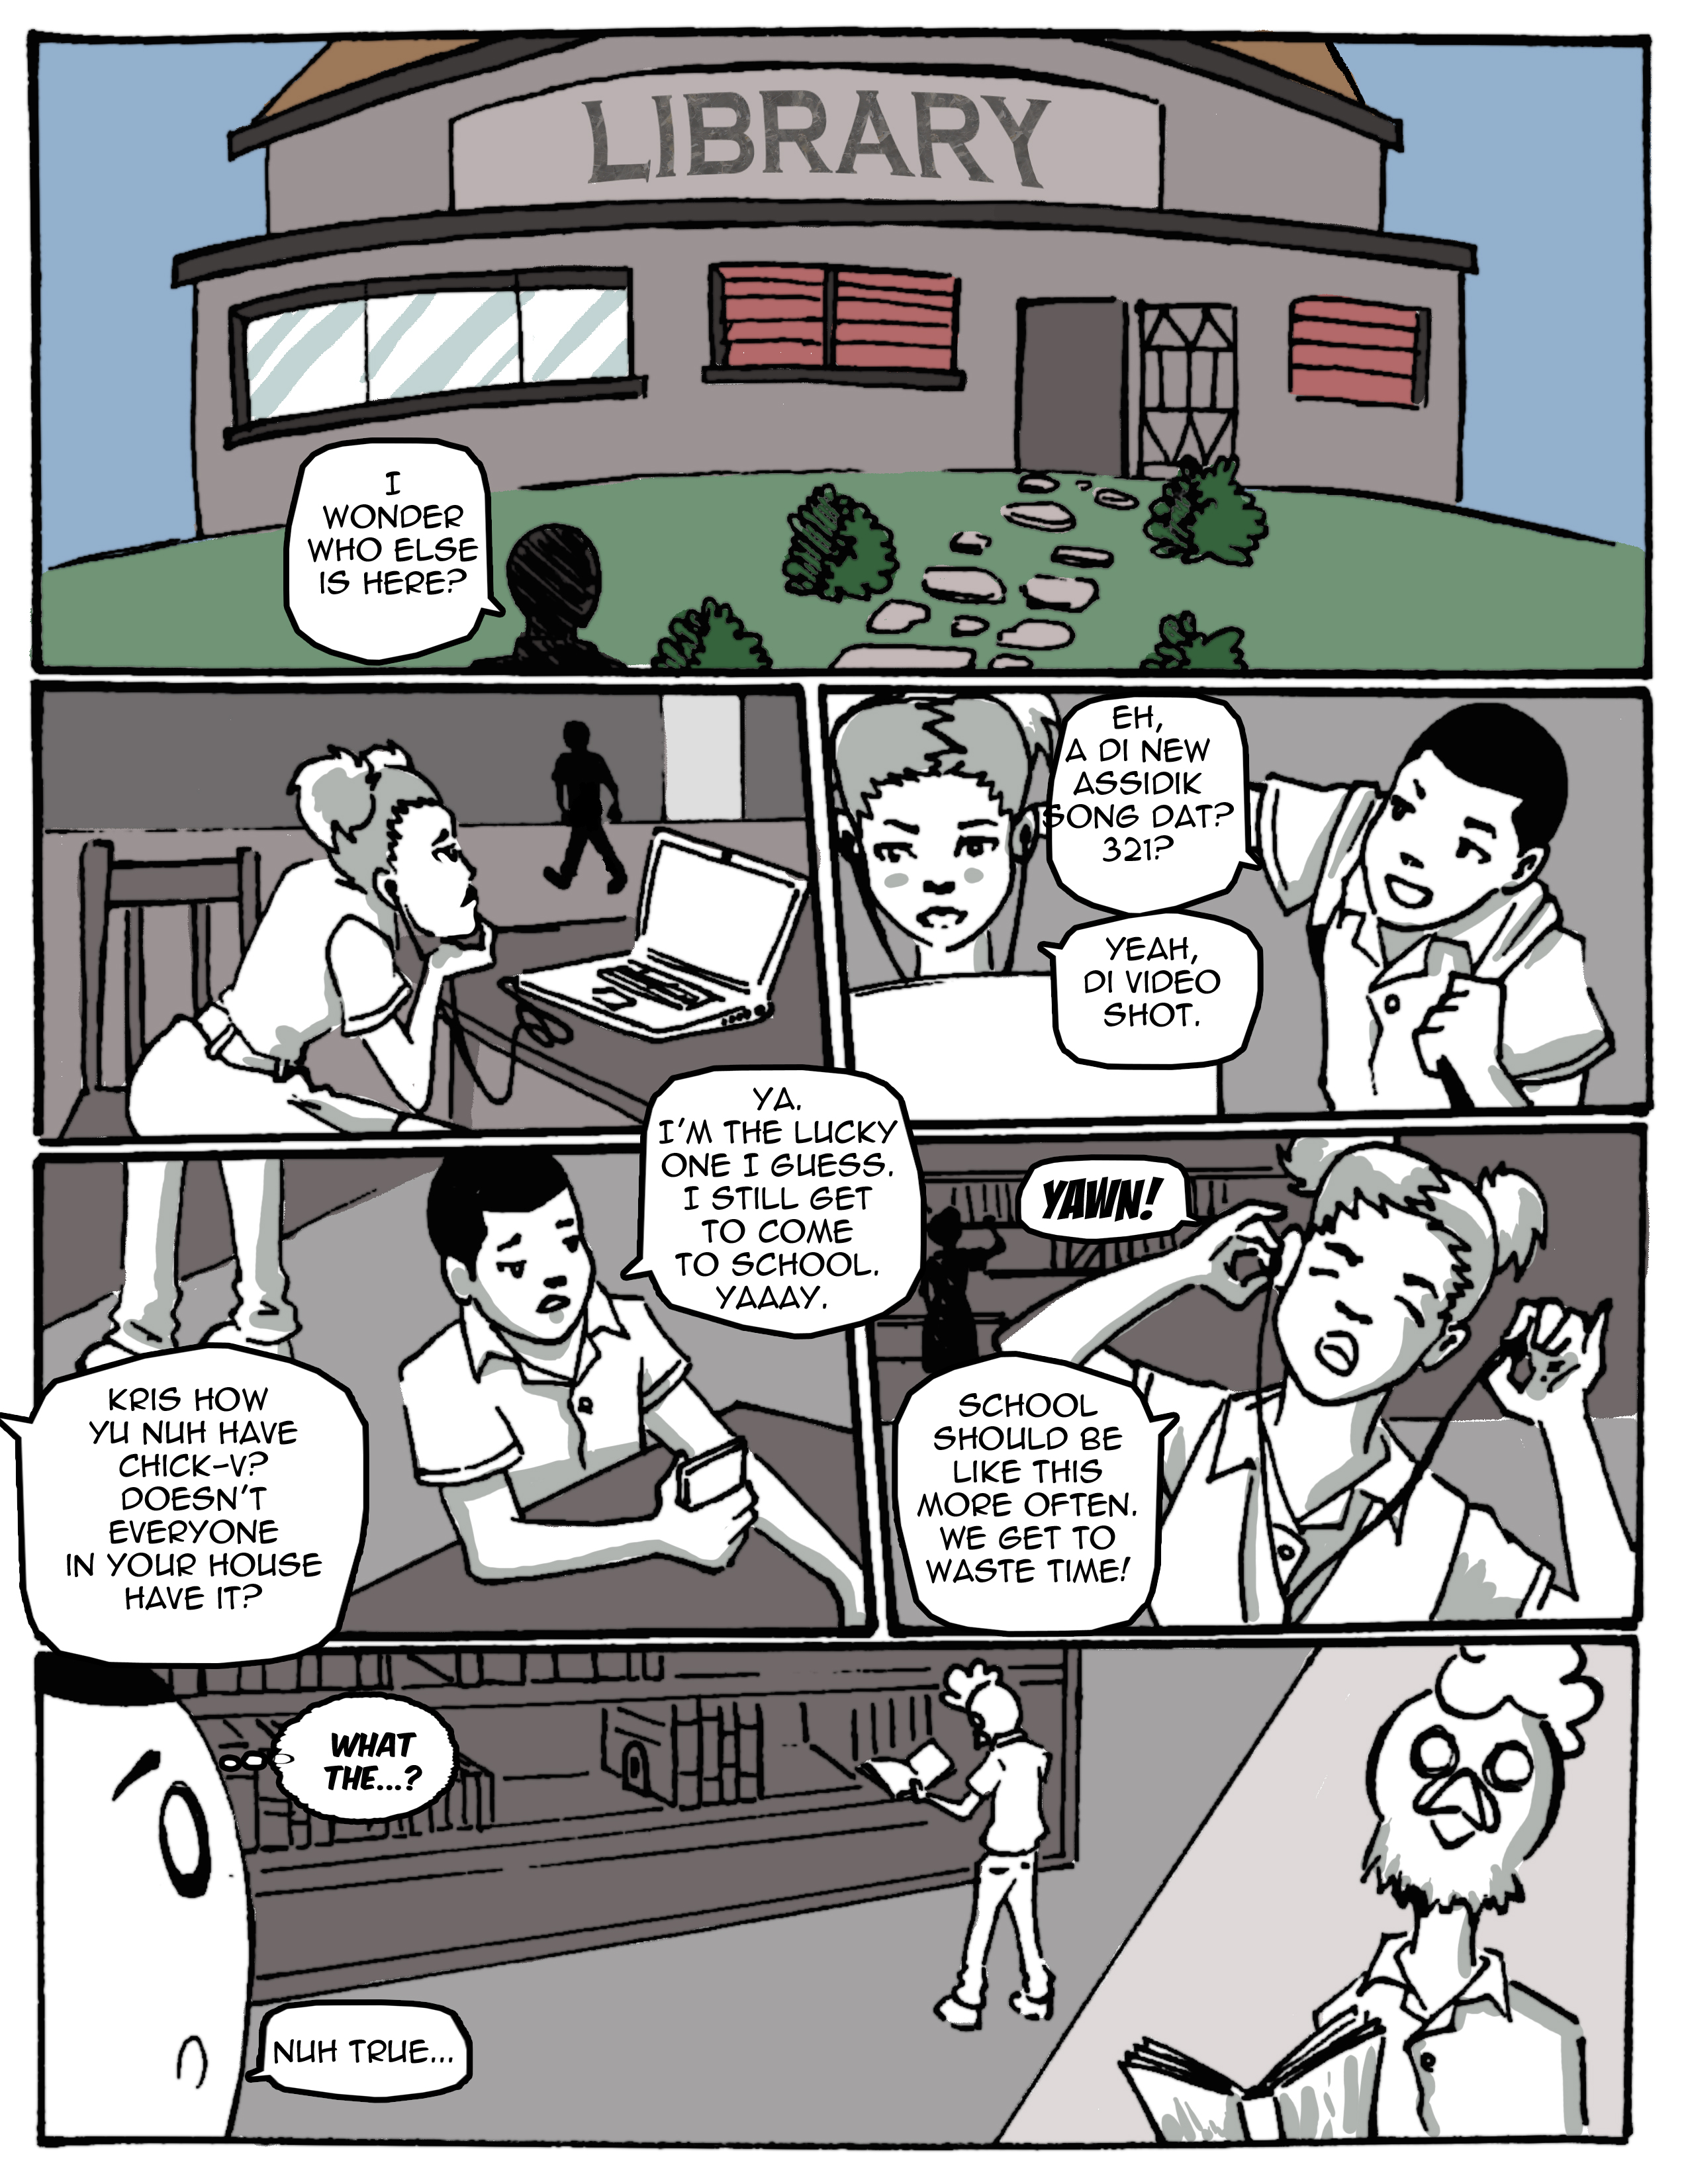 LIBRARY
I
WONDER
WHO ELSE
IS HERE?
EH,
A DI NEW
ASSIDIK
SONG DAT?
321?
YEAH,
DI VIDEO
SHOT.
KRIS HOW
YU NUH HAVE
CHICK-V?
DOESN'T
EVERYONE
IN YOUR HOUSE
HAVE IT?
YA.
I'M THE LUCKY
ONE I GUESS.
I STILL GET
TO COME
TO SCHOOL.
YAAAY.
YAWN!
SCHOOL
SHOULD BE
LIKE THIS
MORE OFTEN.
WE GET TO
WASTE TIME!
WHAT
THE...?
NUH TRUE...